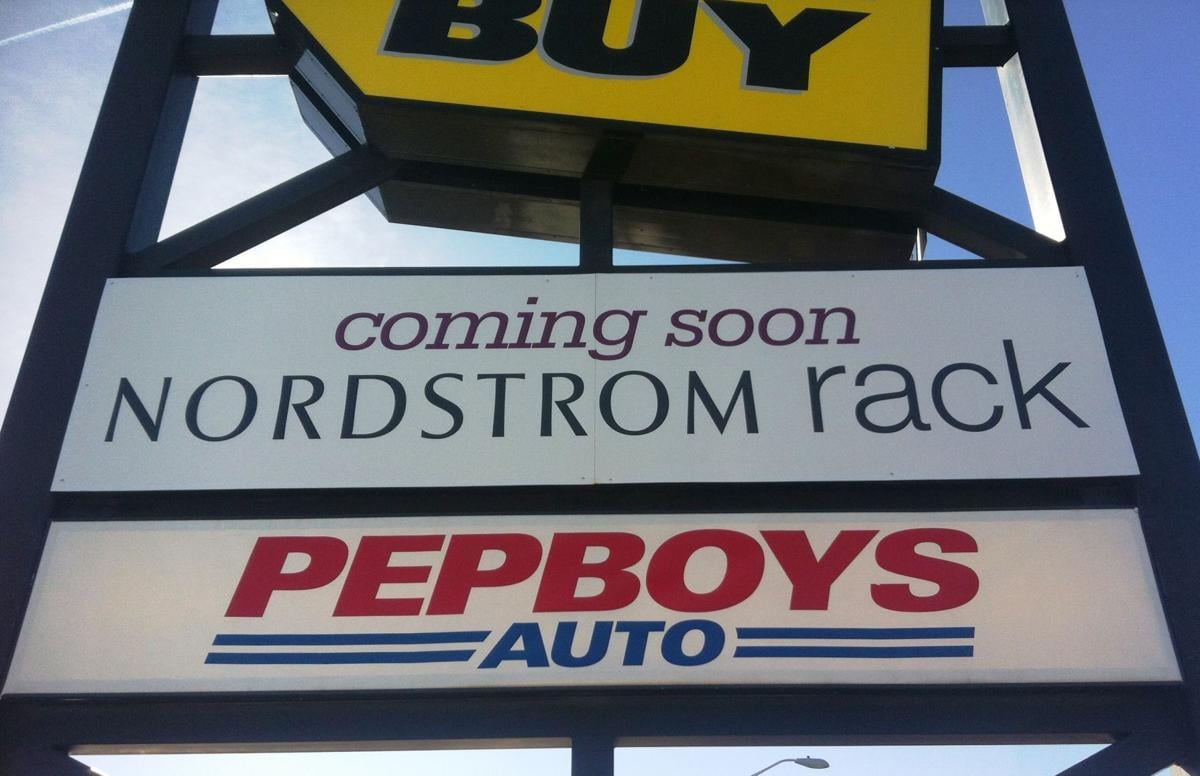 BUY
coming soon
NORDSTROM rack
PEPBOYS
AUTO